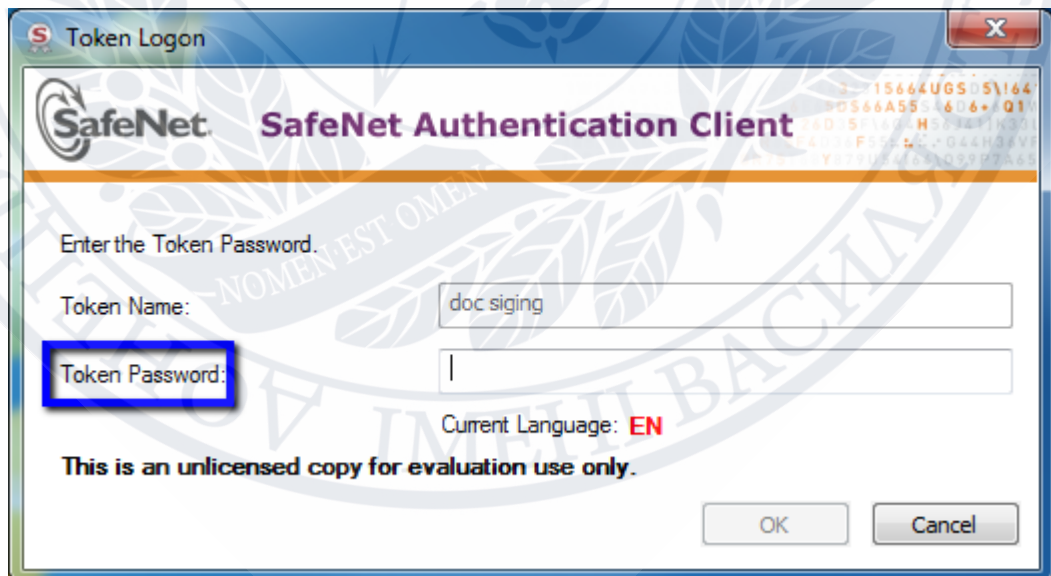 Token Logon
SafeNet. SafeNet Authentication Client
Enter the Token Password.
NOMEN·EST OMEN
Token Name: doc siging
Token Password:
Current Language: EN
This is an unlicensed copy for evaluation use only.
OK Cancel